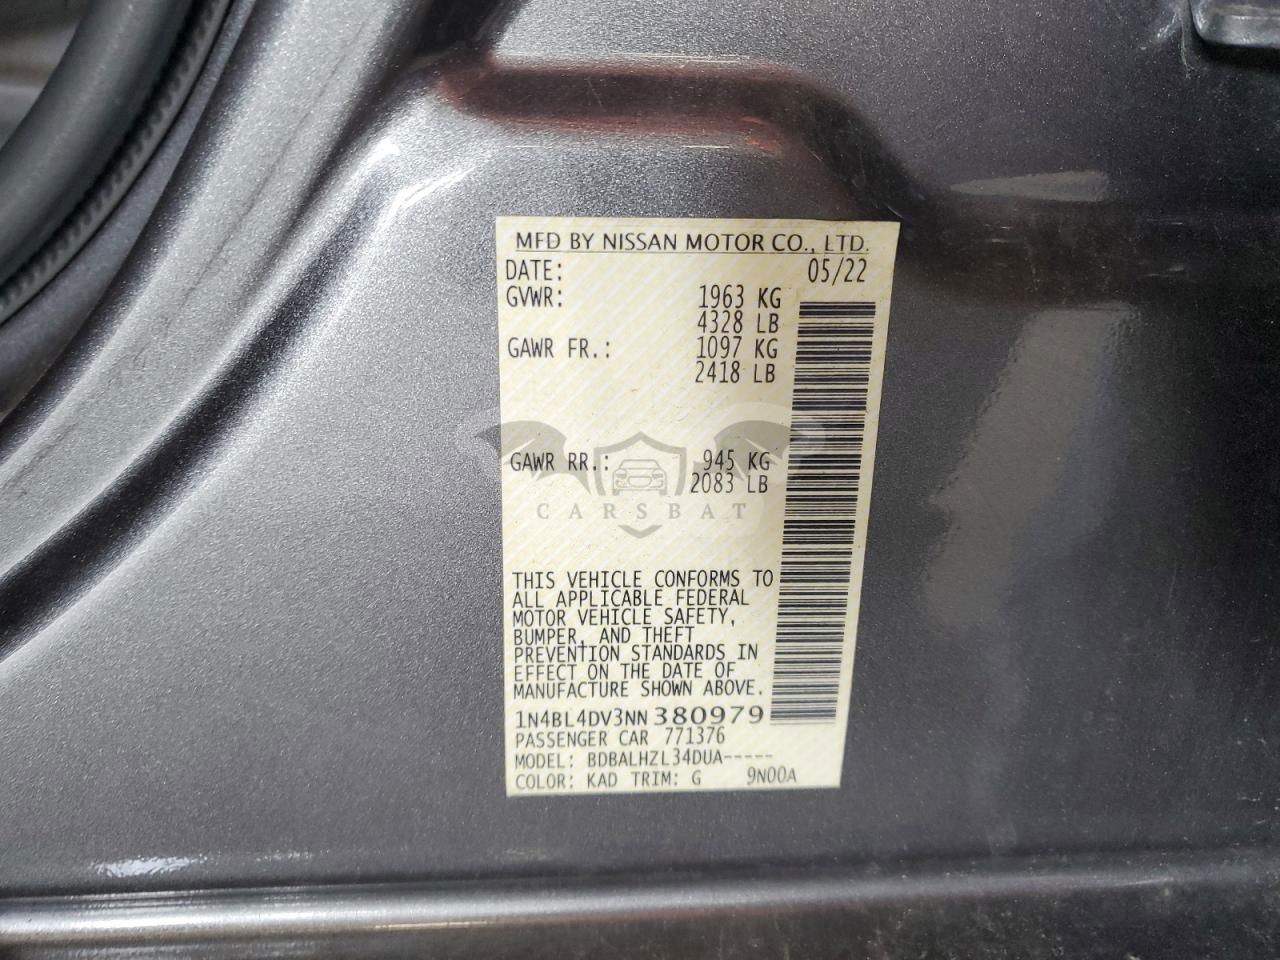 MFD BY NISSAN MOTOR CO., LTD.
DATE: 05/22
GVWR: 1963 KG
4328 LB
GAWR FR.: 1097 KG
2418 LB
GAWR RR.: 945 KG
2083 LB
CARSBAT
THIS VEHICLE CONFORMS TO
ALL APPLICABLE FEDERAL
MOTOR VEHICLE SAFETY,
BUMPER, AND THEFT
PREVENTION STANDARDS IN
EFFECT ON THE DATE OF
MANUFACTURE SHOWN ABOVE.
1N4BL4DV3NN380979
PASSENGER CAR 771376
MODEL: BDBALHZL34DUA-----
COLOR: KAD TRIM: G 9N00A